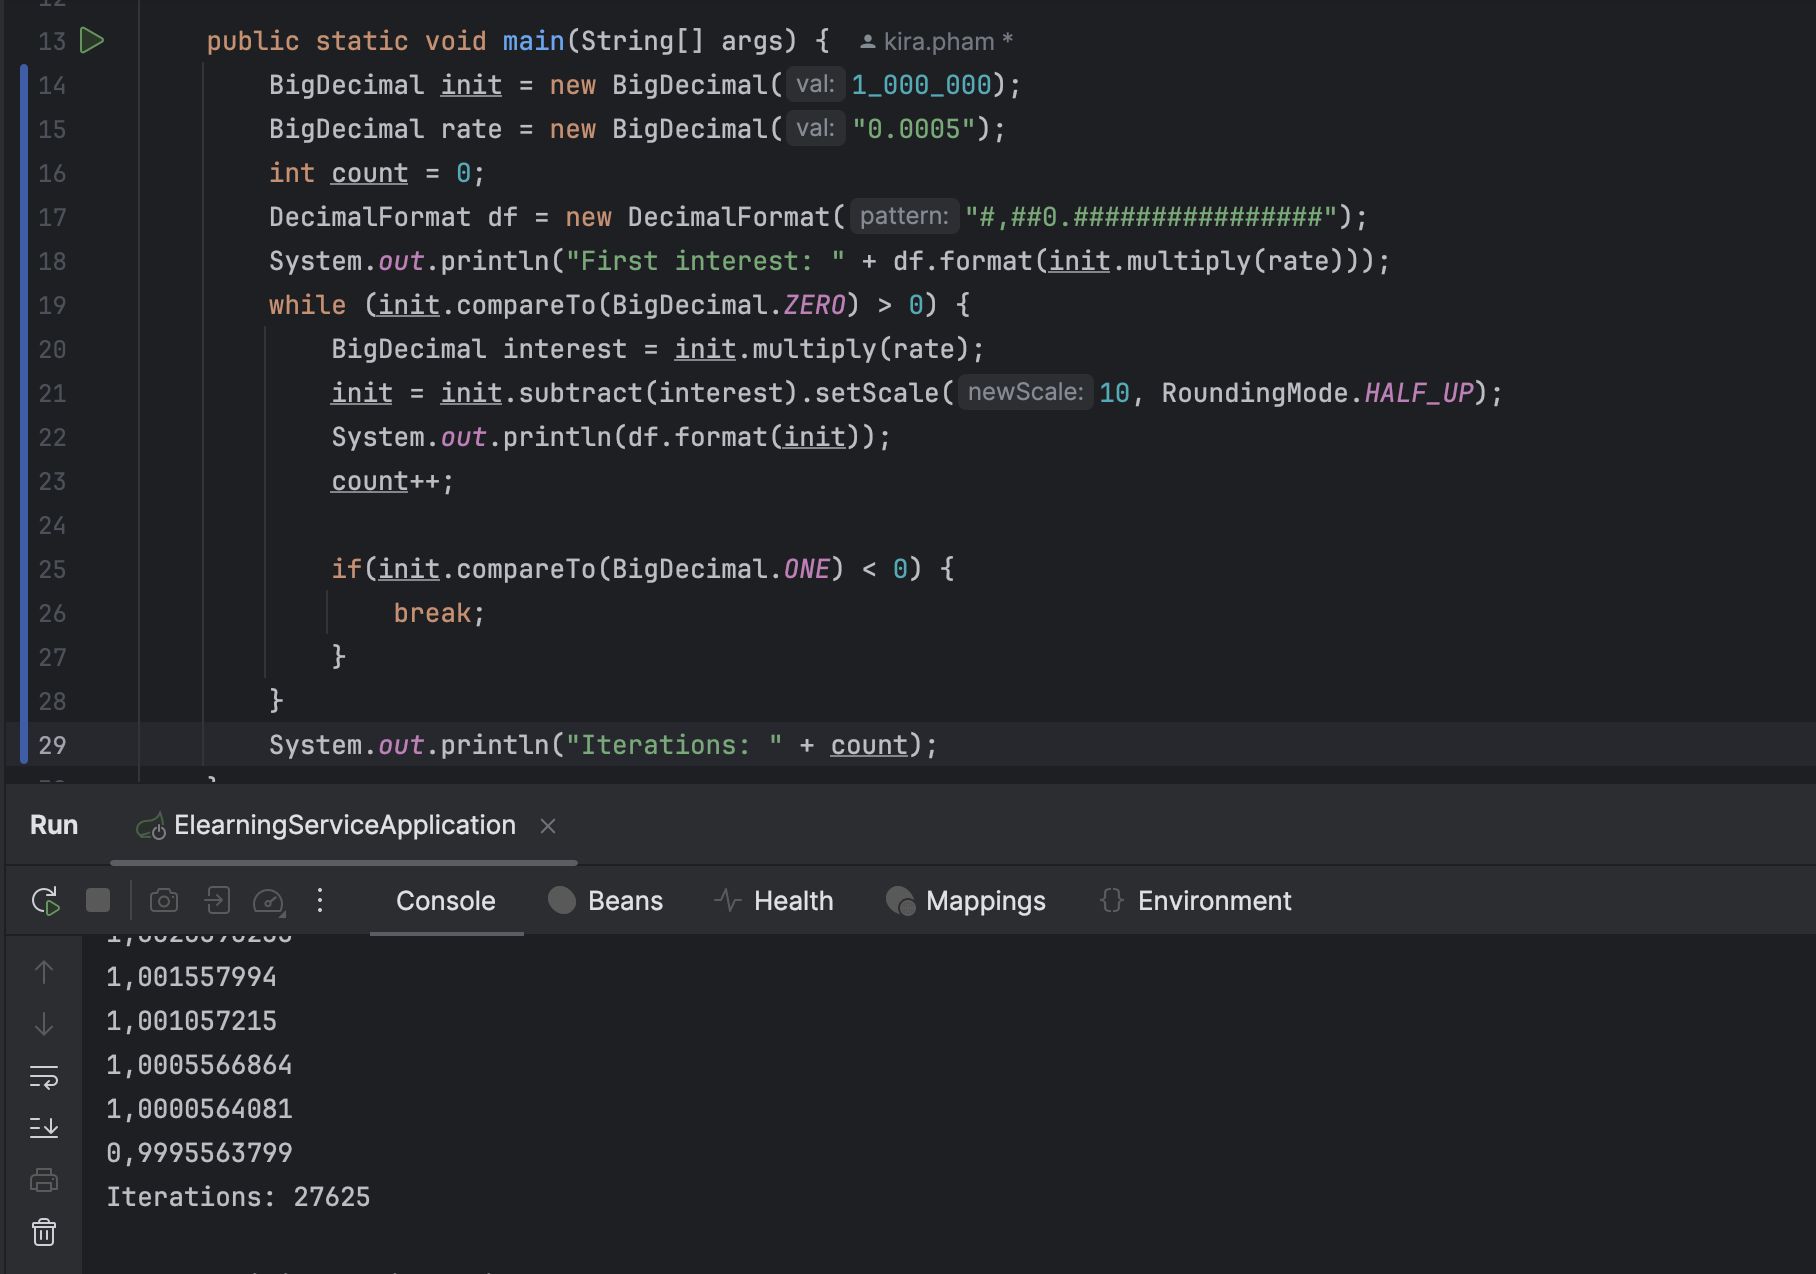 13 public static void main(String[] args) { kira.pham *
14 BigDecimal init = new BigDecimal( val: 1_000_000);
15 BigDecimal rate = new BigDecimal( val: "0.0005");
16 int count = 0;
17 DecimalFormat df = new DecimalFormat( pattern: "#,##0.################");
18 System.out.println("First interest: " + df.format(init.multiply(rate)));
19 while (init.compareTo(BigDecimal.ZERO) > 0) {
20 BigDecimal interest = init.multiply(rate);
21 init = init.subtract(interest).setScale( newScale: 10, RoundingMode.HALF_UP);
22 System.out.println(df.format(init));
23 count++;
24
25 if(init.compareTo(BigDecimal.ONE) < 0) {
26 break;
27 }
28 }
29 System.out.println("Iterations: " + count);
Run ElearningServiceApplication
Console Beans Health Mappings Environment
1,001557994
1,001057215
1,0005566864
1,0000564081
0,9995563799
Iterations: 27625